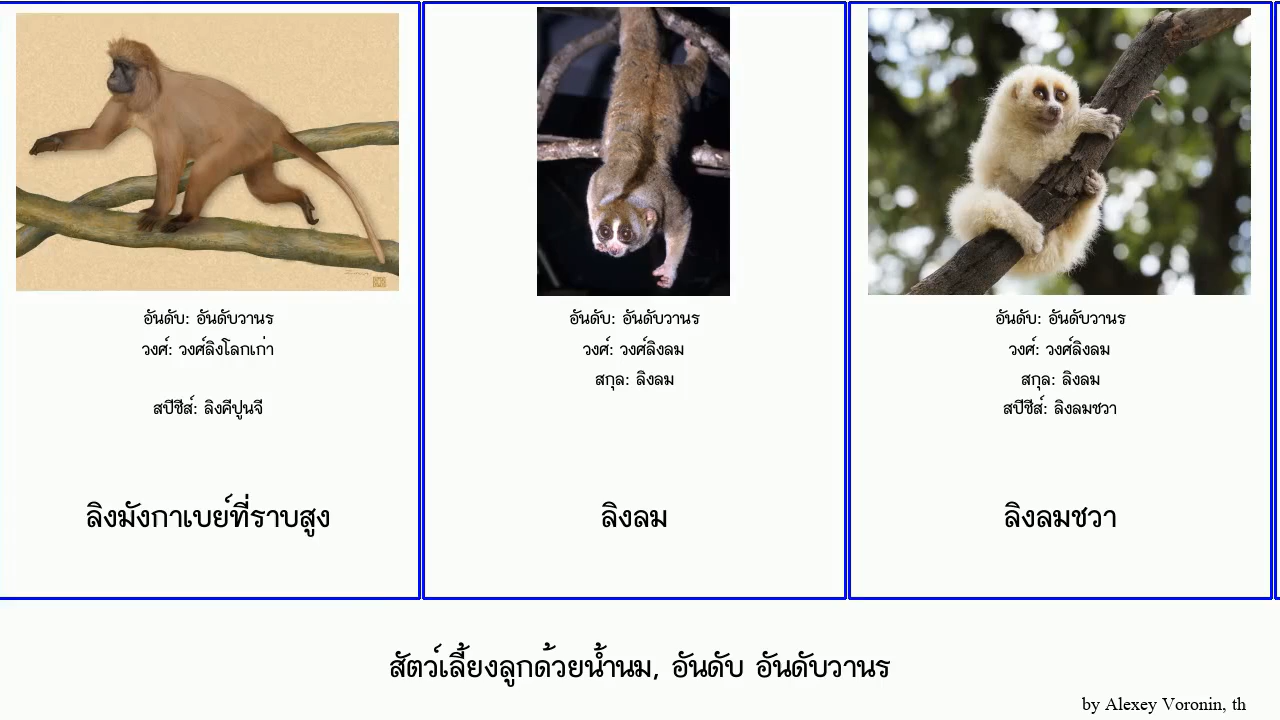 อันดับ: อันดับวานร
วงศ์: วงศ์ลิงโลกเก่า
สปีชีส์: ลิงคีปูนจี
ลิงมังกาเบย์ที่ราบสูง
อันดับ: อันดับวานร
วงศ์: วงศ์ลิงลม
สกุล: ลิงลม
ลิงลม
อันดับ: อันดับวานร
วงศ์: วงศ์ลิงลม
สกุล: ลิงลม
สปีชีส์: ลิงลมชวา
ลิงลมชวา
สัตว์เลี้ยงลูกด้วยน้ำนม, อันดับ อันดับวานร
by Alexey Voronin, th